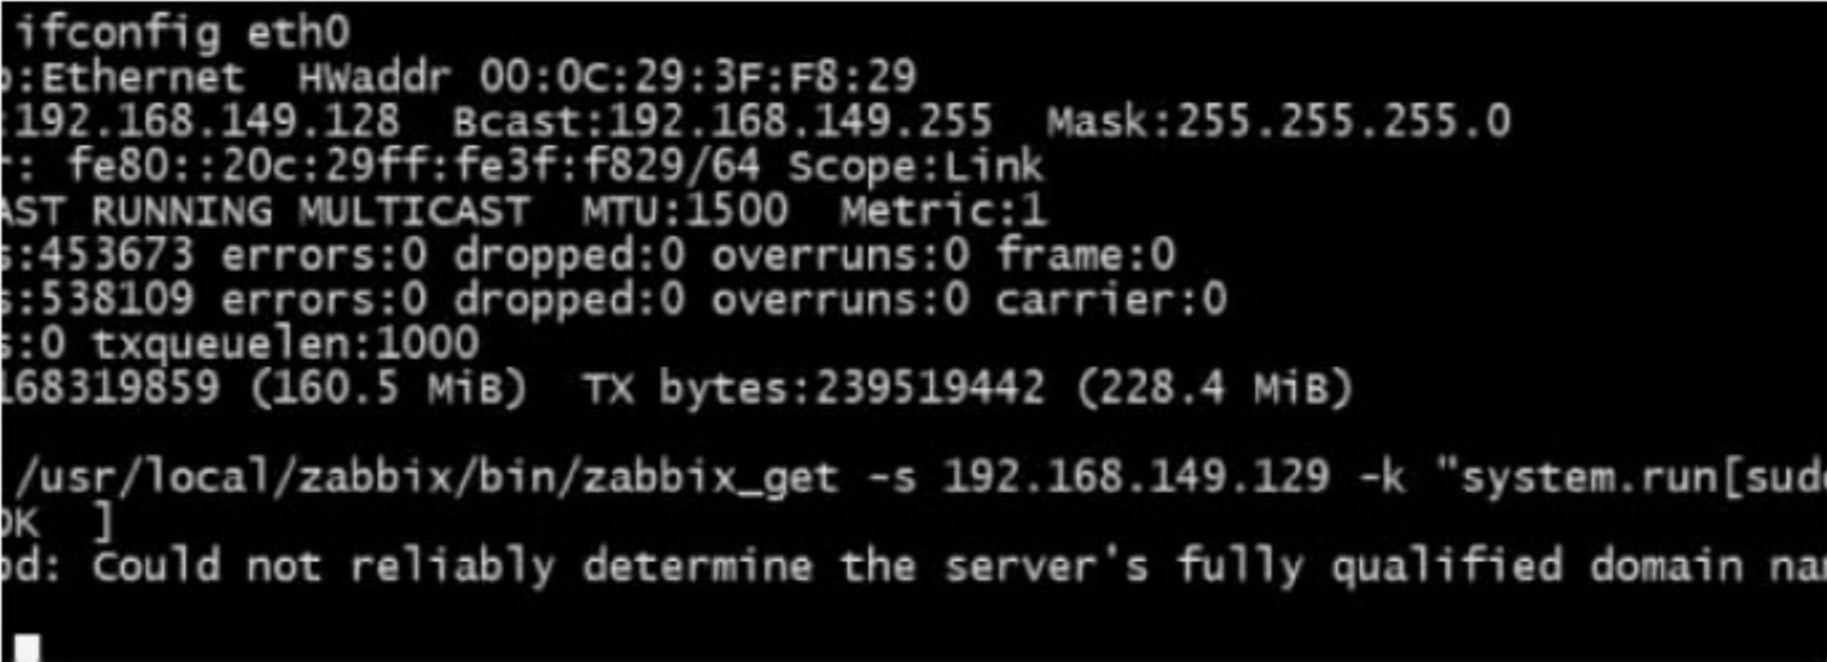 ifconfig eth0
:Ethernet  HWaddr 00:0C:29:3F:F8:29
:192.168.149.128  Bcast:192.168.149.255  Mask:255.255.255.0
r: fe80::20c:29ff:fe3f:f829/64 Scope:Link
AST RUNNING MULTICAST  MTU:1500  Metric:1
s:453673 errors:0 dropped:0 overruns:0 frame:0
s:538109 errors:0 dropped:0 overruns:0 carrier:0
s:0 txqueuelen:1000
168319859 (160.5 MiB)  TX bytes:239519442 (228.4 MiB)
/usr/local/zabbix/bin/zabbix_get -s 192.168.149.129 -k "system.run[sud
OK  ]
pd: Could not reliably determine the server's fully qualified domain na